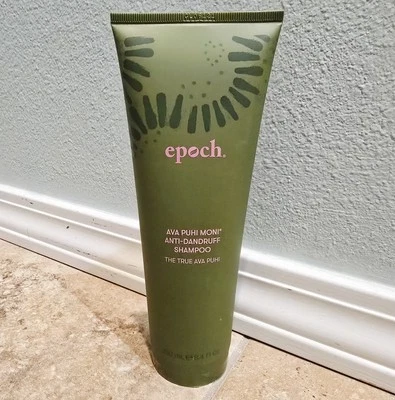 epoch.
AVA PUHI MONI®
ANTI-DANDRUFF
SHAMPOO
THE TRUE AVA PUHI